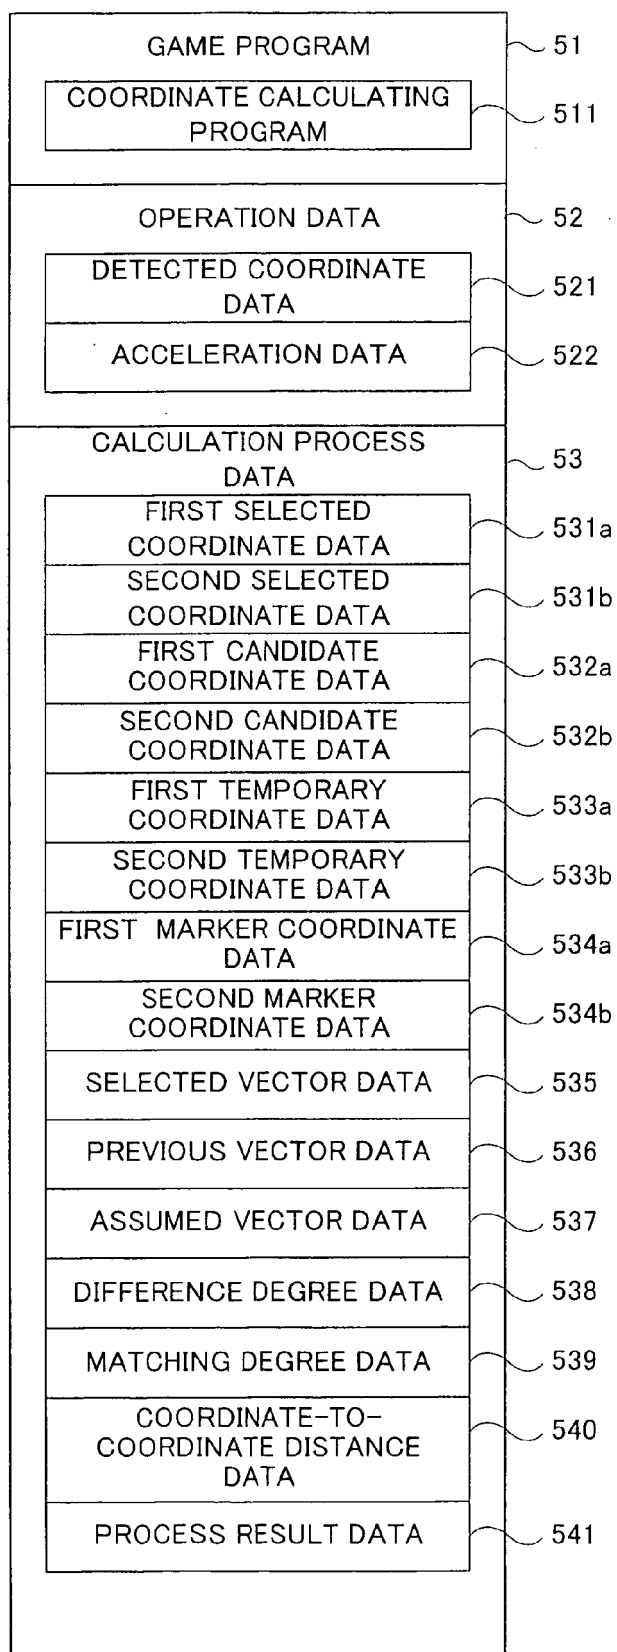 GAME PROGRAM
51
COORDINATE CALCULATING
PROGRAM
511
OPERATION DATA
52
DETECTED COORDINATE
DATA
521
ACCELERATION DATA
522
CALCULATION PROCESS
DATA
53
FIRST SELECTED
COORDINATE DATA
531a
SECOND SELECTED
COORDINATE DATA
531b
FIRST CANDIDATE
COORDINATE DATA
532a
SECOND CANDIDATE
COORDINATE DATA
532b
FIRST TEMPORARY
COORDINATE DATA
533a
SECOND TEMPORARY
COORDINATE DATA
533b
FIRST MARKER COORDINATE
DATA
534a
SECOND MARKER
COORDINATE DATA
534b
SELECTED VECTOR DATA
535
PREVIOUS VECTOR DATA
536
ASSUMED VECTOR DATA
537
DIFFERENCE DEGREE DATA
538
MATCHING DEGREE DATA
539
COORDINATE-TO-
COORDINATE DISTANCE
DATA
540
PROCESS RESULT DATA
541